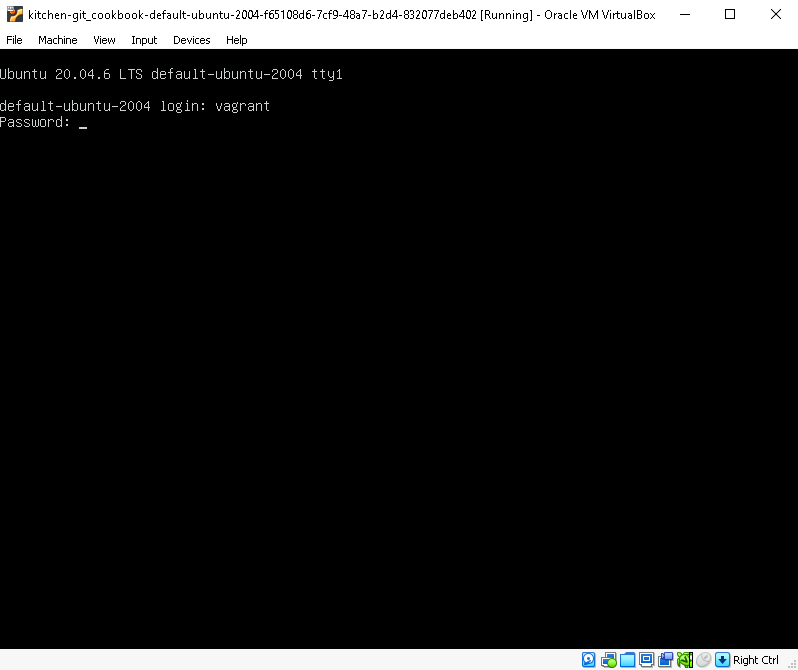 kitchen-git_cookbook-default-ubuntu-2004-f65108d6-7cf9-48a7-b2d4-832077deb402 [Running] - Oracle VM VirtualBox
File Machine View Input Devices Help
Ubuntu 20.04.6 LTS default-ubuntu-2004 tty1
default-ubuntu-2004 login: vagrant
Password: _
Right Ctrl